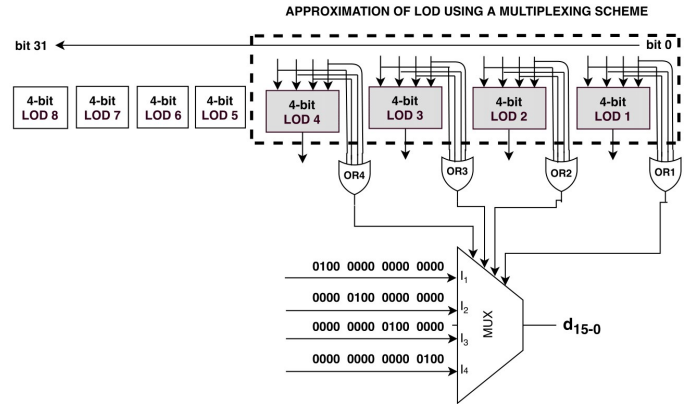 APPROXIMATION OF LOD USING A MULTIPLEXING SCHEME
bit 31
bit 0
4-bit
LOD 8
4-bit
LOD 7
4-bit
LOD 6
4-bit
LOD 5
4-bit
LOD 4
4-bit
LOD 3
4-bit
LOD 2
4-bit
LOD 1
OR4
OR3
OR2
OR1
0100 0000 0000 0000
I1
0000 0100 0000 0000
I2
0000 0000 0100 0000
I3
0000 0000 0000 0100
I4
MUX
d15-0